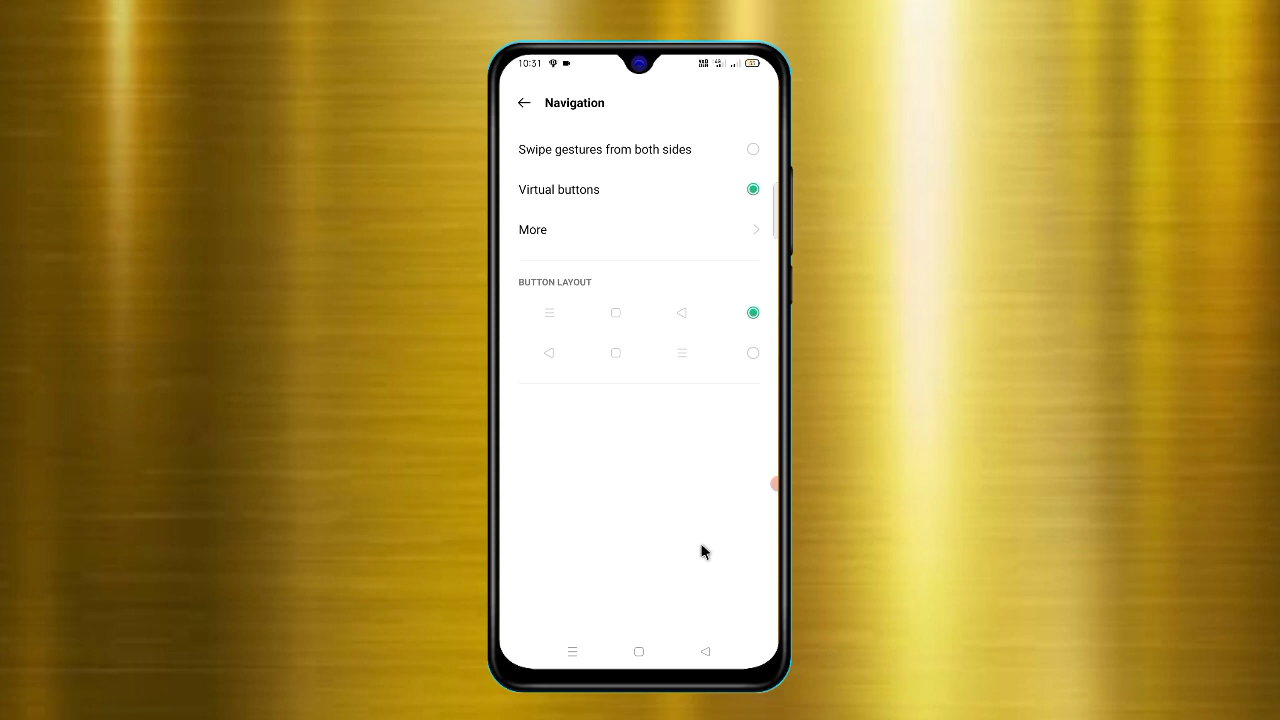 10:31
Navigation
Swipe gestures from both sides
Virtual buttons
More
BUTTON LAYOUT